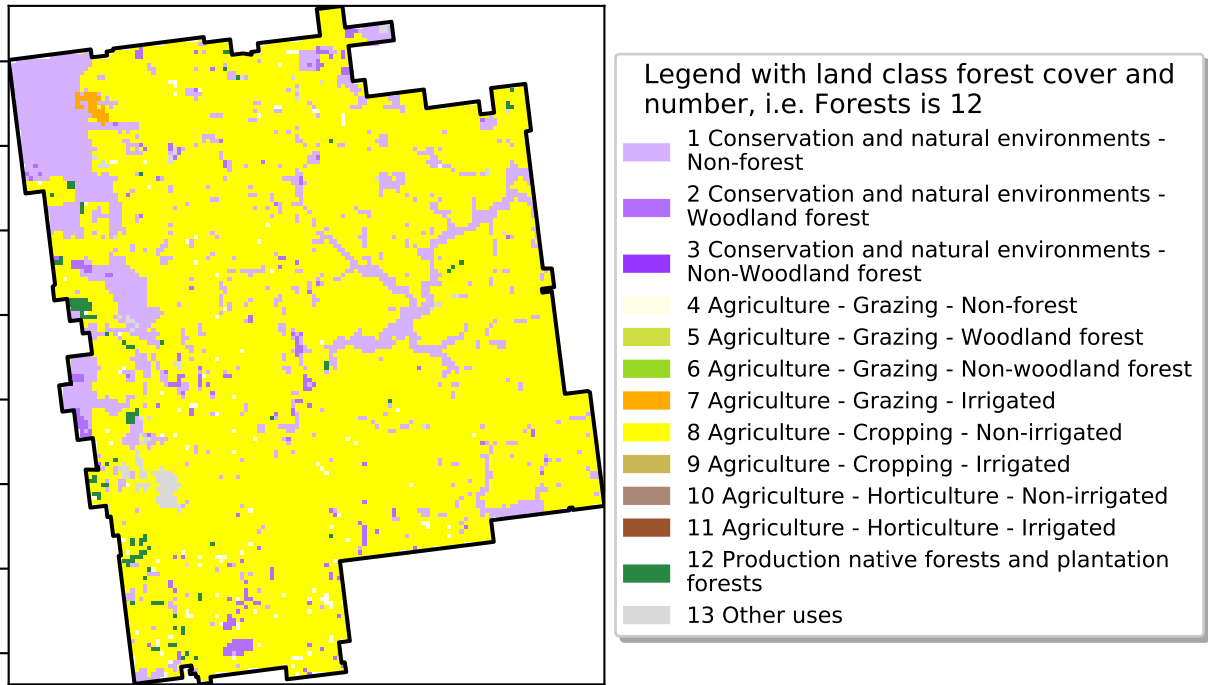 Legend with land class forest cover and
number, i.e. Forests is 12
1 Conservation and natural environments -
Non-forest
2 Conservation and natural environments -
Woodland forest
3 Conservation and natural environments -
Non-Woodland forest
4 Agriculture - Grazing - Non-forest
5 Agriculture - Grazing - Woodland forest
6 Agriculture - Grazing - Non-woodland forest
7 Agriculture - Grazing - Irrigated
8 Agriculture - Cropping - Non-irrigated
9 Agriculture - Cropping - Irrigated
10 Agriculture - Horticulture - Non-irrigated
11 Agriculture - Horticulture - Irrigated
12 Production native forests and plantation
forests
13 Other uses